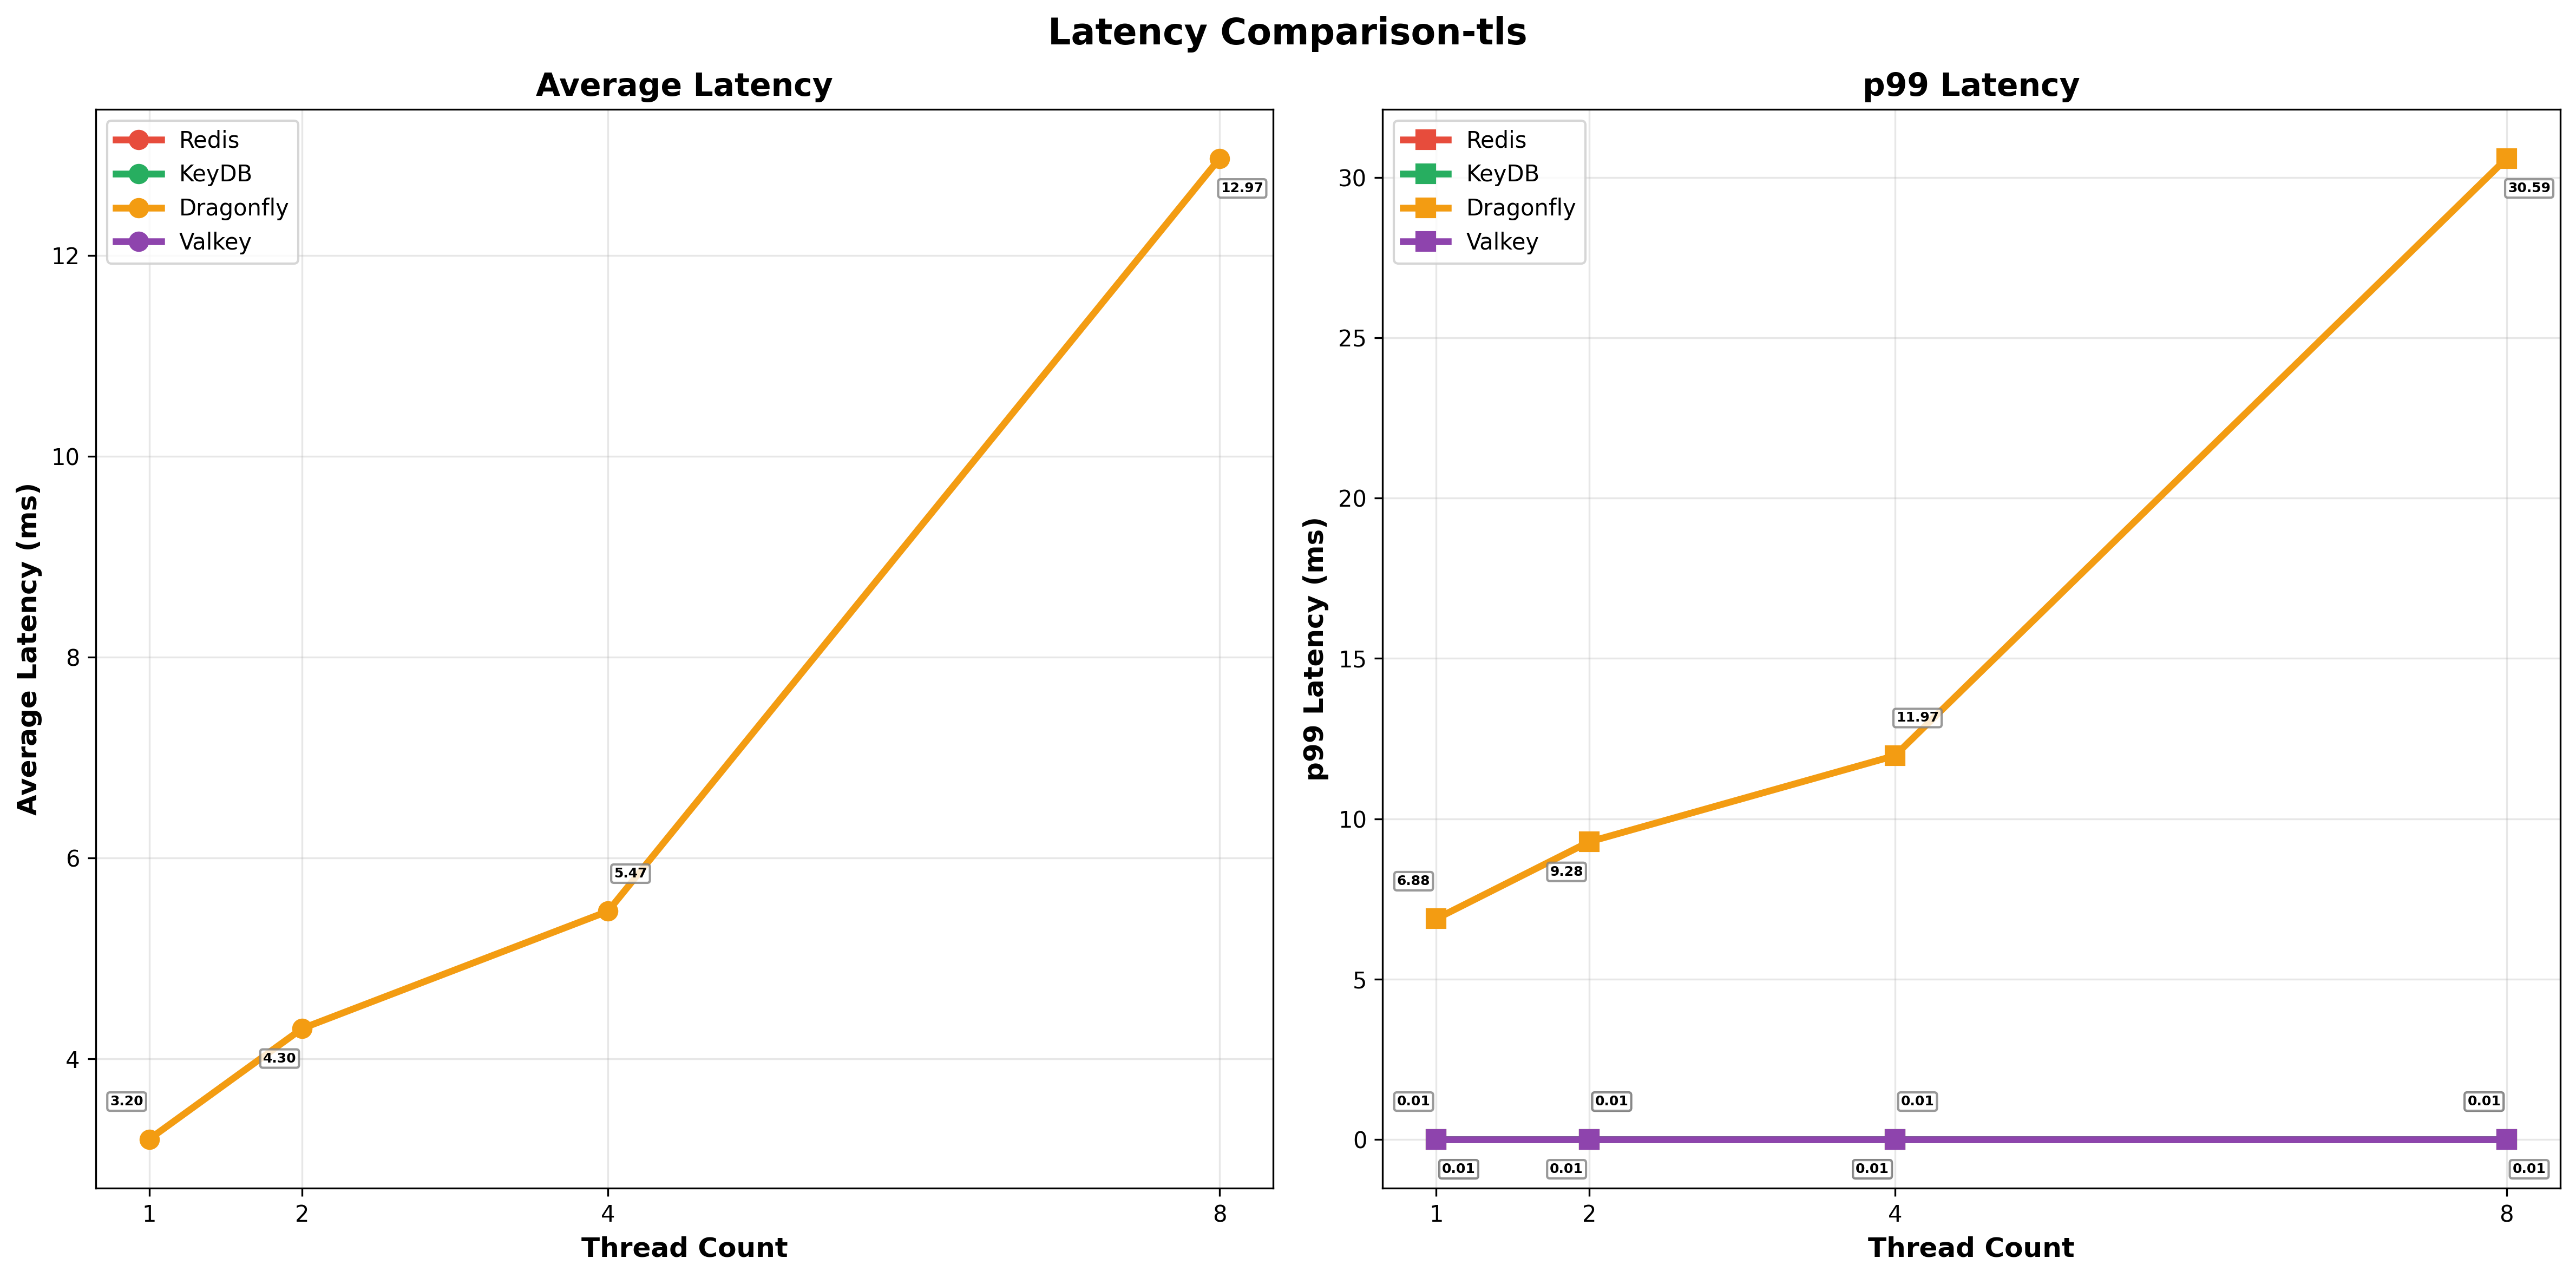 Latency Comparison-tls
Average Latency
Redis
KeyDB
Dragonfly
Valkey
12.97
5.47
4.30
3.20
12
10
8
6
4
Average Latency (ms)
1
2
4
8
Thread Count
p99 Latency
Redis
KeyDB
Dragonfly
Valkey
30.59
11.97
9.28
6.88
0.01
0.01
0.01
0.01
0.01
0.01
0.01
0.01
30
25
20
15
10
5
0
p99 Latency (ms)
1
2
4
8
Thread Count